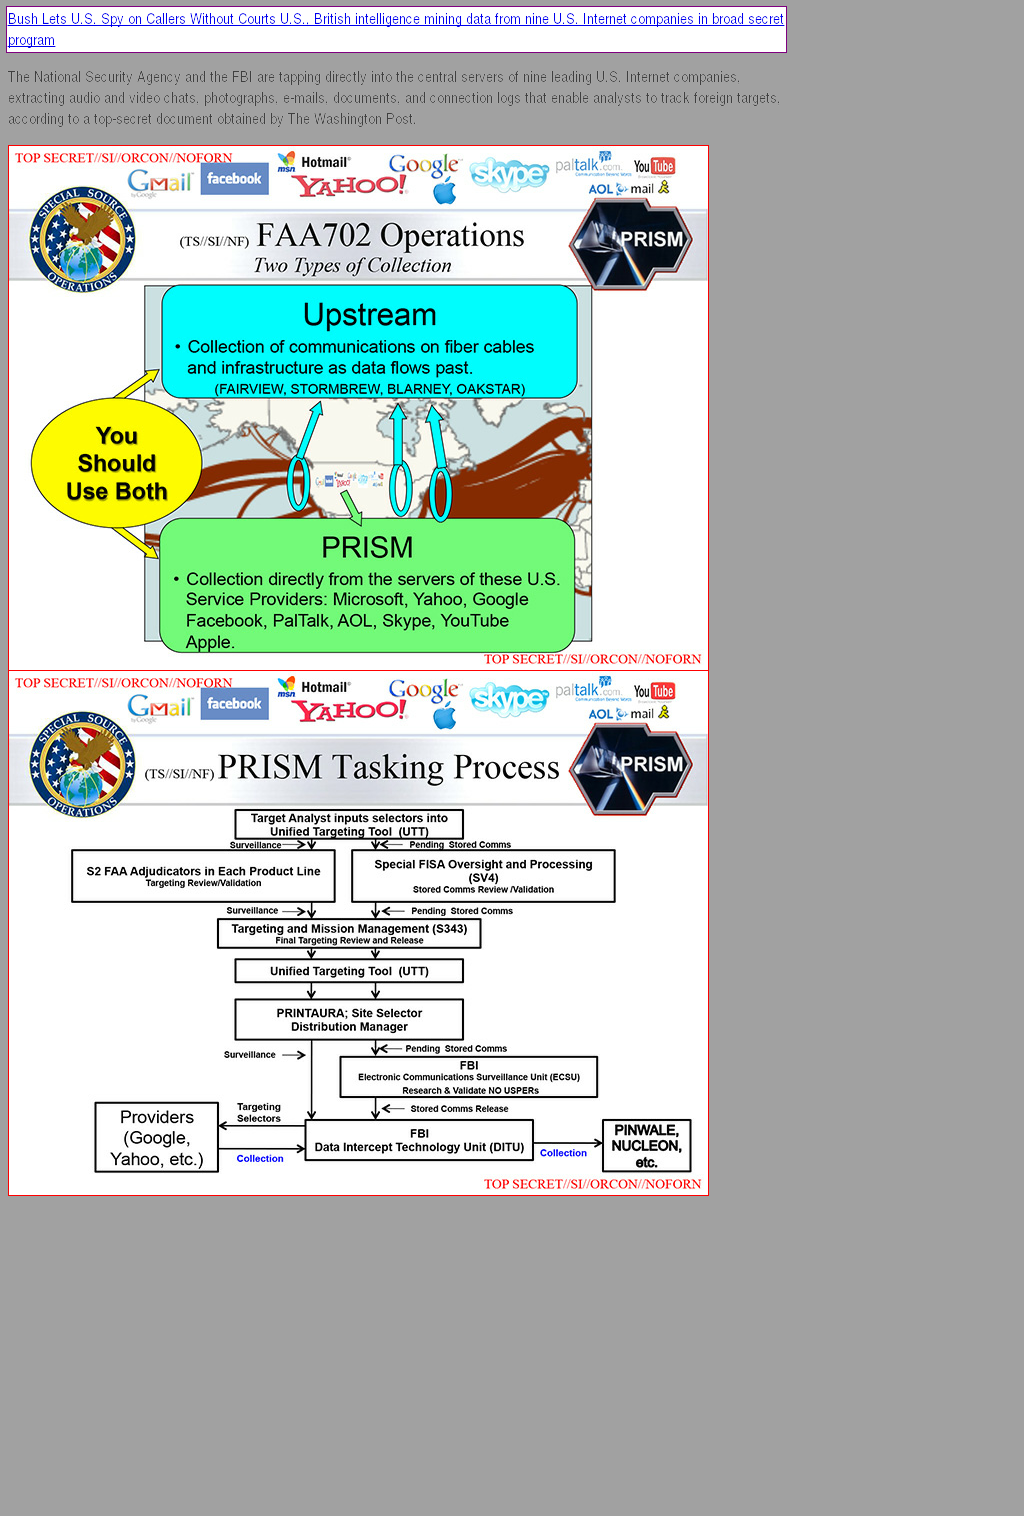 Bush Lets U.S. Spy on Callers Without Courts U.S., British intelligence mining data from nine U.S. Internet companies in broad secret
program
The National Security Agency and the FBI are tapping directly into the central servers of nine leading U.S. Internet companies,
extracting audio and video chats, photographs, e-mails, documents, and connection logs that enable analysts to track foreign targets,
according to a top-secret document obtained by The Washington Post.
TOP SECRET//SI//ORCON//NOFORN
Gmail
by Google
facebook
msn
Hotmail
YAHOO!
Google
skype
paltalk.com
Communication Beyond Words
YouTube
AOL mail
SPECIAL SOURCE OPERATIONS
(TS//SI//NF) FAA702 Operations
Two Types of Collection
PRISM
Upstream
• Collection of communications on fiber cables
and infrastructure as data flows past.
(FAIRVIEW, STORMBREW, BLARNEY, OAKSTAR)
You
Should
Use Both
PRISM
• Collection directly from the servers of these U.S.
Service Providers: Microsoft, Yahoo, Google
Facebook, PalTalk, AOL, Skype, YouTube
Apple.
TOP SECRET//SI//ORCON//NOFORN
TOP SECRET//SI//ORCON//NOFORN
Gmail
by Google
facebook
msn
Hotmail
YAHOO!
Google
skype
paltalk.com
Communication Beyond Words
YouTube
AOL mail
SPECIAL SOURCE OPERATIONS
(TS//SI//NF) PRISM Tasking Process
PRISM
Target Analyst inputs selectors into
Unified Targeting Tool (UTT)
Surveillance
Pending Stored Comms
S2 FAA Adjudicators in Each Product Line
Targeting Review/Validation
Special FISA Oversight and Processing
(SV4)
Stored Comms Review /Validation
Surveillance
Pending Stored Comms
Targeting and Mission Management (S343)
Final Targeting Review and Release
Unified Targeting Tool (UTT)
PRINTAURA; Site Selector
Distribution Manager
Surveillance
Pending Stored Comms
FBI
Electronic Communications Surveillance Unit (ECSU)
Research & Validate NO USPERs
Stored Comms Release
Providers
(Google,
Yahoo, etc.)
Targeting
Selectors
Collection
FBI
Data Intercept Technology Unit (DITU)
Collection
PINWALE,
NUCLEON,
etc.
TOP SECRET//SI//ORCON//NOFORN